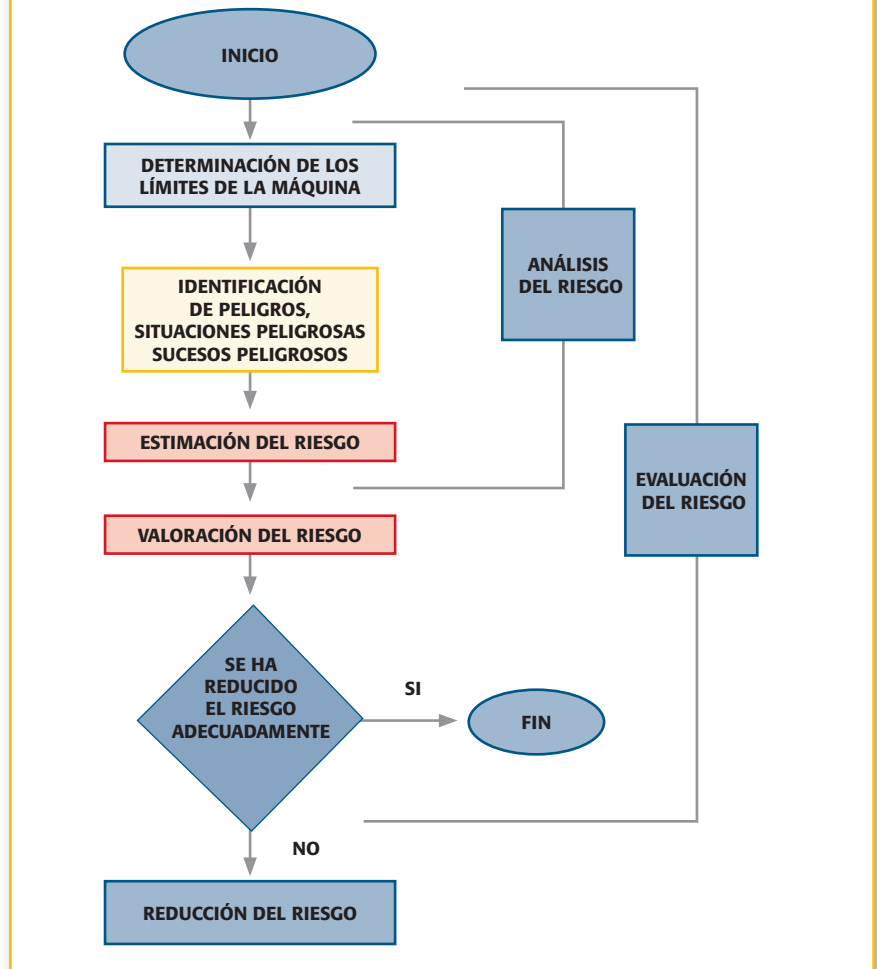 INICIO
DETERMINACIÓN DE LOS
LÍMITES DE LA MÁQUINA
IDENTIFICACIÓN
DE PELIGROS,
SITUACIONES PELIGROSAS
SUCESOS PELIGROSOS
ANÁLISIS
DEL RIESGO
ESTIMACIÓN DEL RIESGO
VALORACIÓN DEL RIESGO
EVALUACIÓN
DEL RIESGO
SE HA
REDUCIDO
EL RIESGO
ADECUADAMENTE
SI
FIN
NO
REDUCCIÓN DEL RIESGO